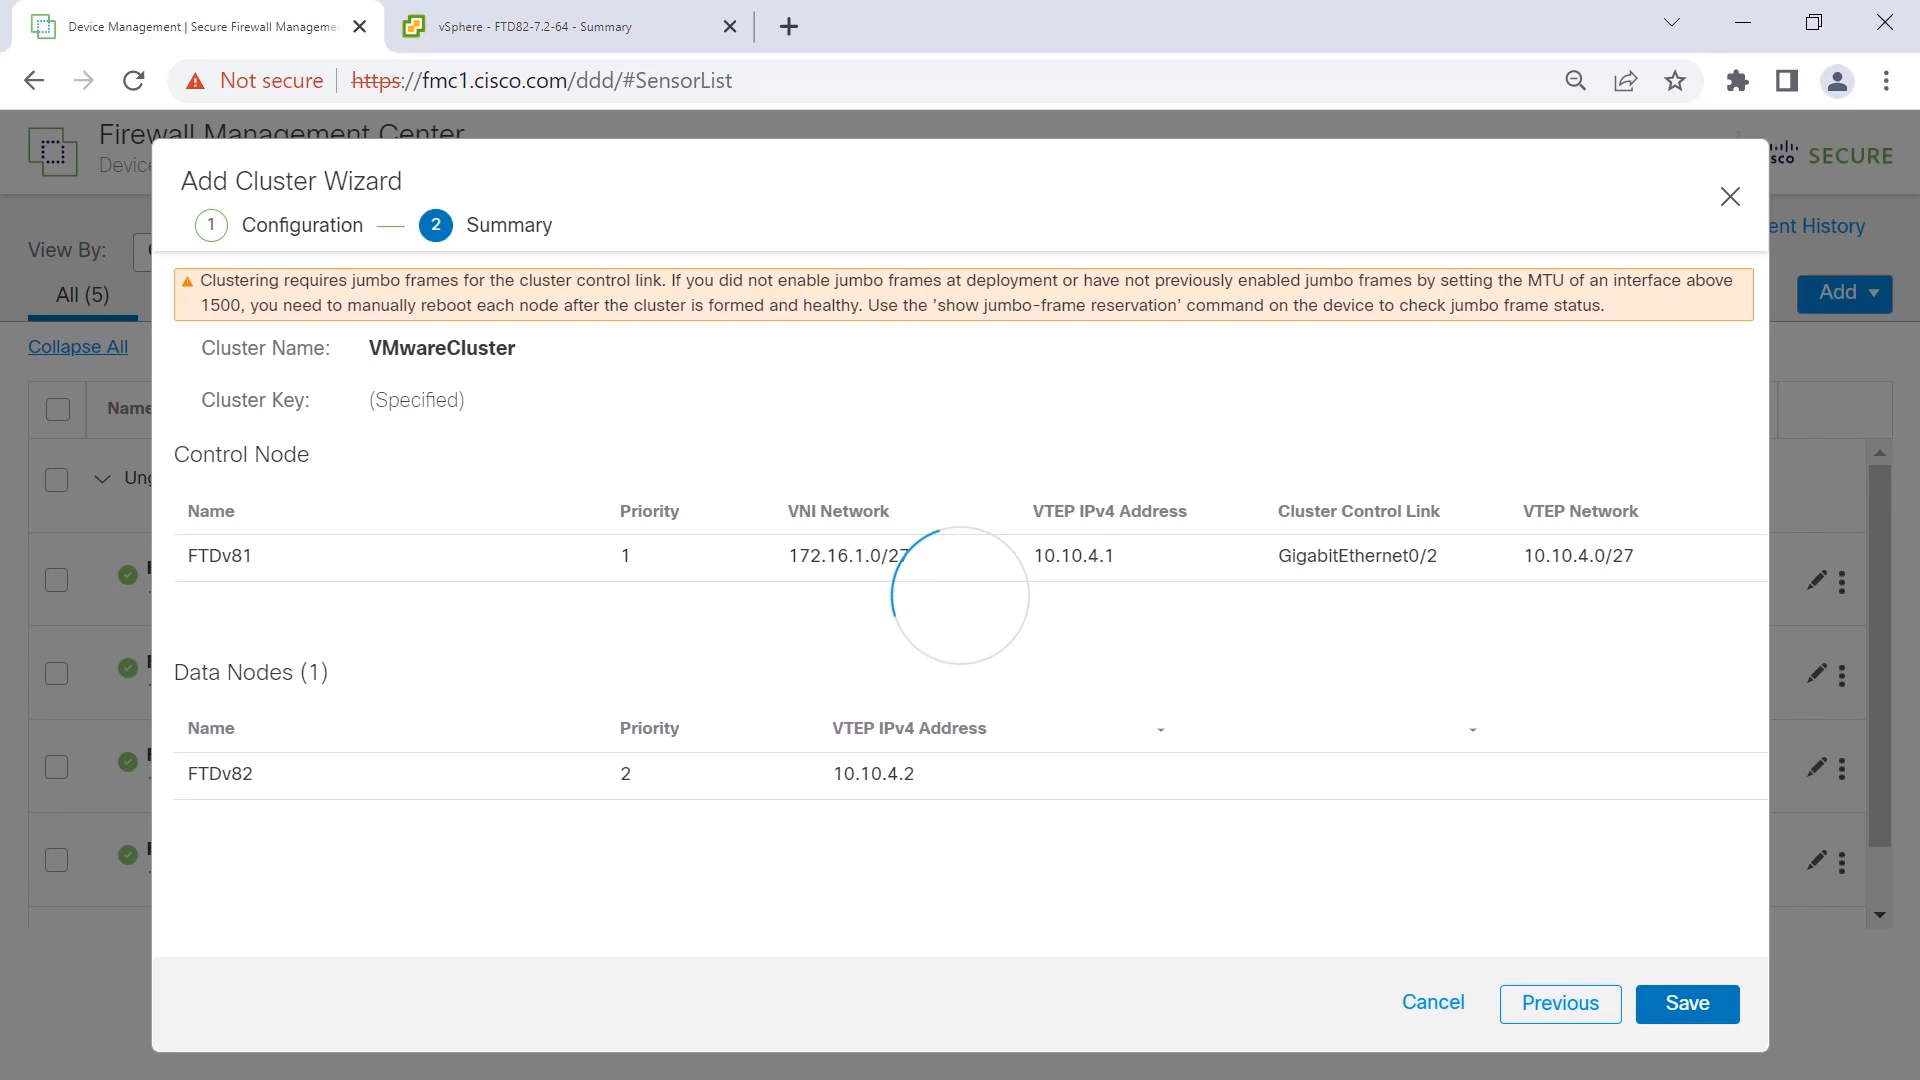 Device Management | Secure Firewall Manageme
vSphere - FTD82-7.2-64 - Summary
Not secure
https://fmc1.cisco.com/ddd/#SensorList
Firewall Management Center
Device
SECURE
Add Cluster Wizard
1 Configuration
2 Summary
View By:
ent History
All (5)
Add
Clustering requires jumbo frames for the cluster control link. If you did not enable jumbo frames at deployment or have not previously enabled jumbo frames by setting the MTU of an interface above
1500, you need to manually reboot each node after the cluster is formed and healthy. Use the 'show jumbo-frame reservation' command on the device to check jumbo frame status.
Collapse All
Cluster Name: VMwareCluster
Cluster Key: (Specified)
Name
Control Node
Ung
Name Priority VNI Network VTEP IPv4 Address Cluster Control Link VTEP Network
FTDv81 1 172.16.1.0/27 10.10.4.1 GigabitEthernet0/2 10.10.4.0/27
Data Nodes (1)
Name Priority VTEP IPv4 Address
FTDv82 2 10.10.4.2
Cancel Previous Save